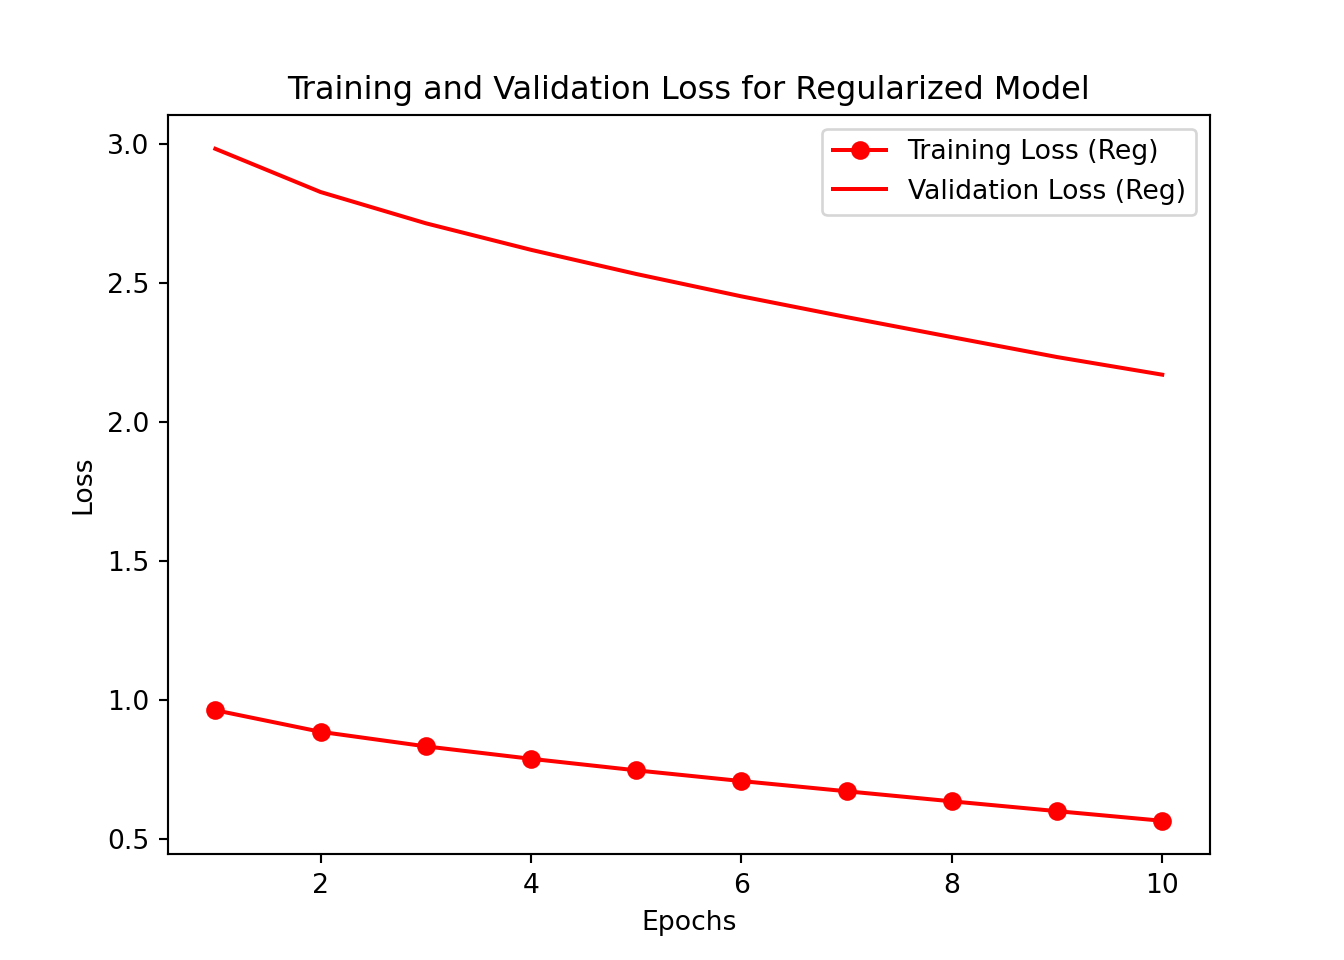 Training and Validation Loss for Regularized Model
Training Loss (Reg)
Validation Loss (Reg)
3.0
2.5
2.0
1.5
1.0
0.5
Loss
2 4 6 8 10
Epochs